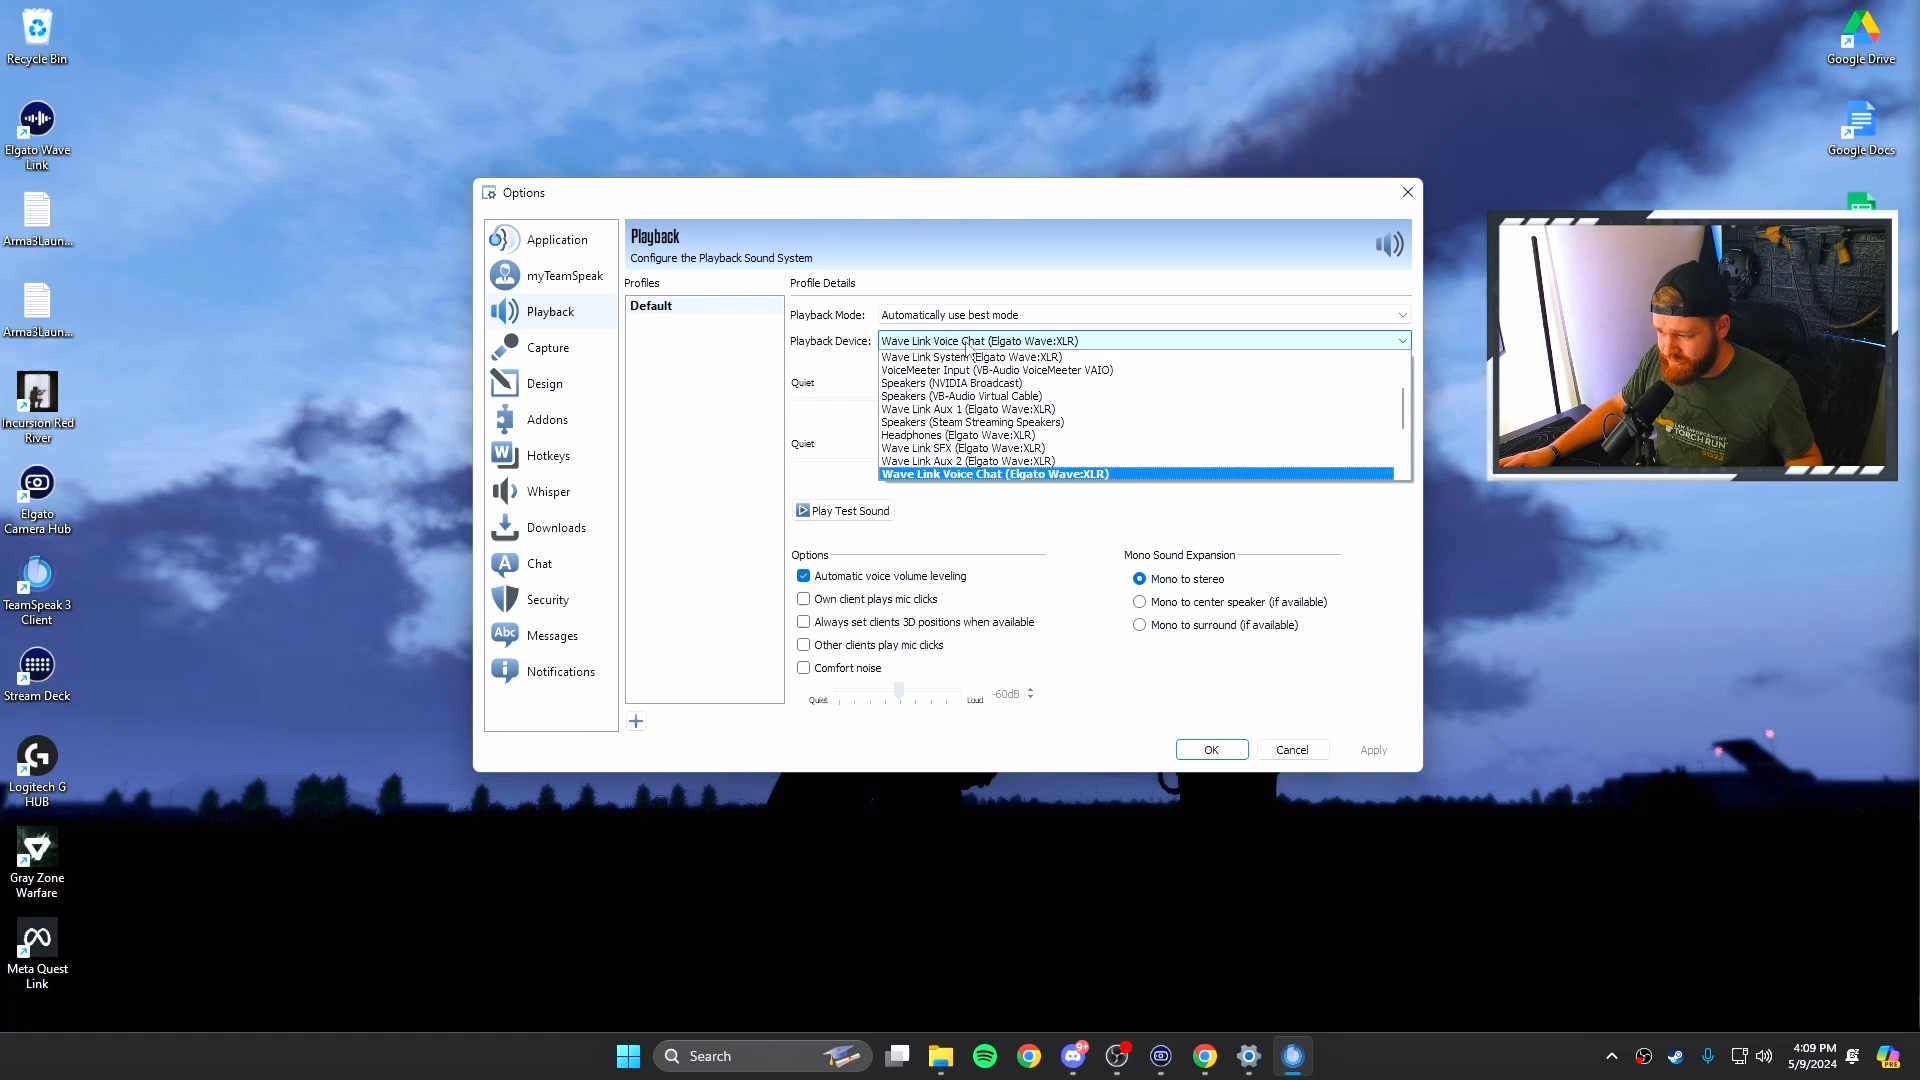 Recycle Bin
Elgato Wave
Link
Arma3Laun...
Arma3Laun...
Incursion Red
River
Elgato
Camera Hub
TeamSpeak 3
Client
Stream Deck
Logitech G
HUB
Gray Zone
Warfare
Meta Quest
Link
Google Drive
Google Docs
Options
Application
myTeamSpeak
Playback
Capture
Design
Addons
Hotkeys
Whisper
Downloads
Chat
Security
Messages
Notifications
Playback
Configure the Playback Sound System
Profiles
Default
Profile Details
Playback Mode: Automatically use best mode
Playback Device: Wave Link Voice Chat (Elgato Wave:XLR)
Wave Link System (Elgato Wave:XLR)
VoiceMeeter Input (VB-Audio VoiceMeeter VAIO)
Speakers (NVIDIA Broadcast)
Speakers (VB-Audio Virtual Cable)
Wave Link Aux 1 (Elgato Wave:XLR)
Speakers (Steam Streaming Speakers)
Headphones (Elgato Wave:XLR)
Wave Link SFX (Elgato Wave:XLR)
Wave Link Aux 2 (Elgato Wave:XLR)
Wave Link Voice Chat (Elgato Wave:XLR)
Quiet
Quiet
Play Test Sound
Options
Automatic voice volume leveling
Own client plays mic clicks
Always set clients 3D positions when available
Other clients play mic clicks
Comfort noise
Quiet Loud -60dB
Mono Sound Expansion
Mono to stereo
Mono to center speaker (if available)
Mono to surround (if available)
OK Cancel Apply
LAW ENFORCEMENT
TORCH RUN
Search
9+
4:09 PM
5/9/2024
PRE